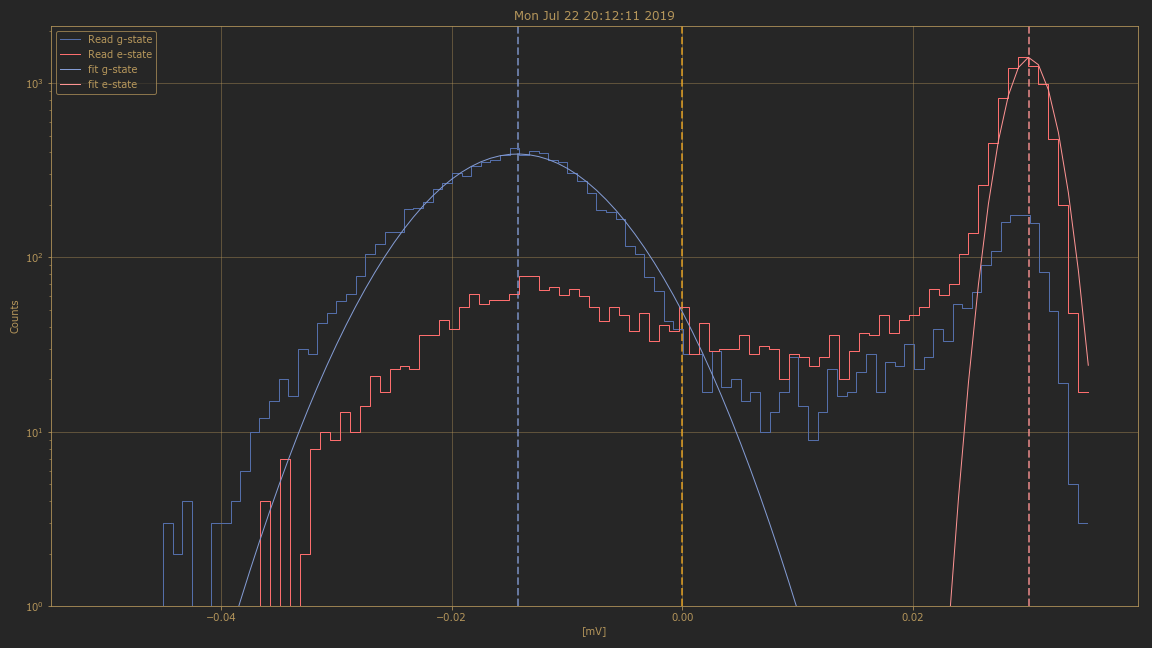 Mon Jul 22 20:12:11 2019
Read g-state
Read e-state
fit g-state
fit e-state
Counts
10³
10²
10¹
10⁰
−0.04
−0.02
0.00
0.02
[mV]